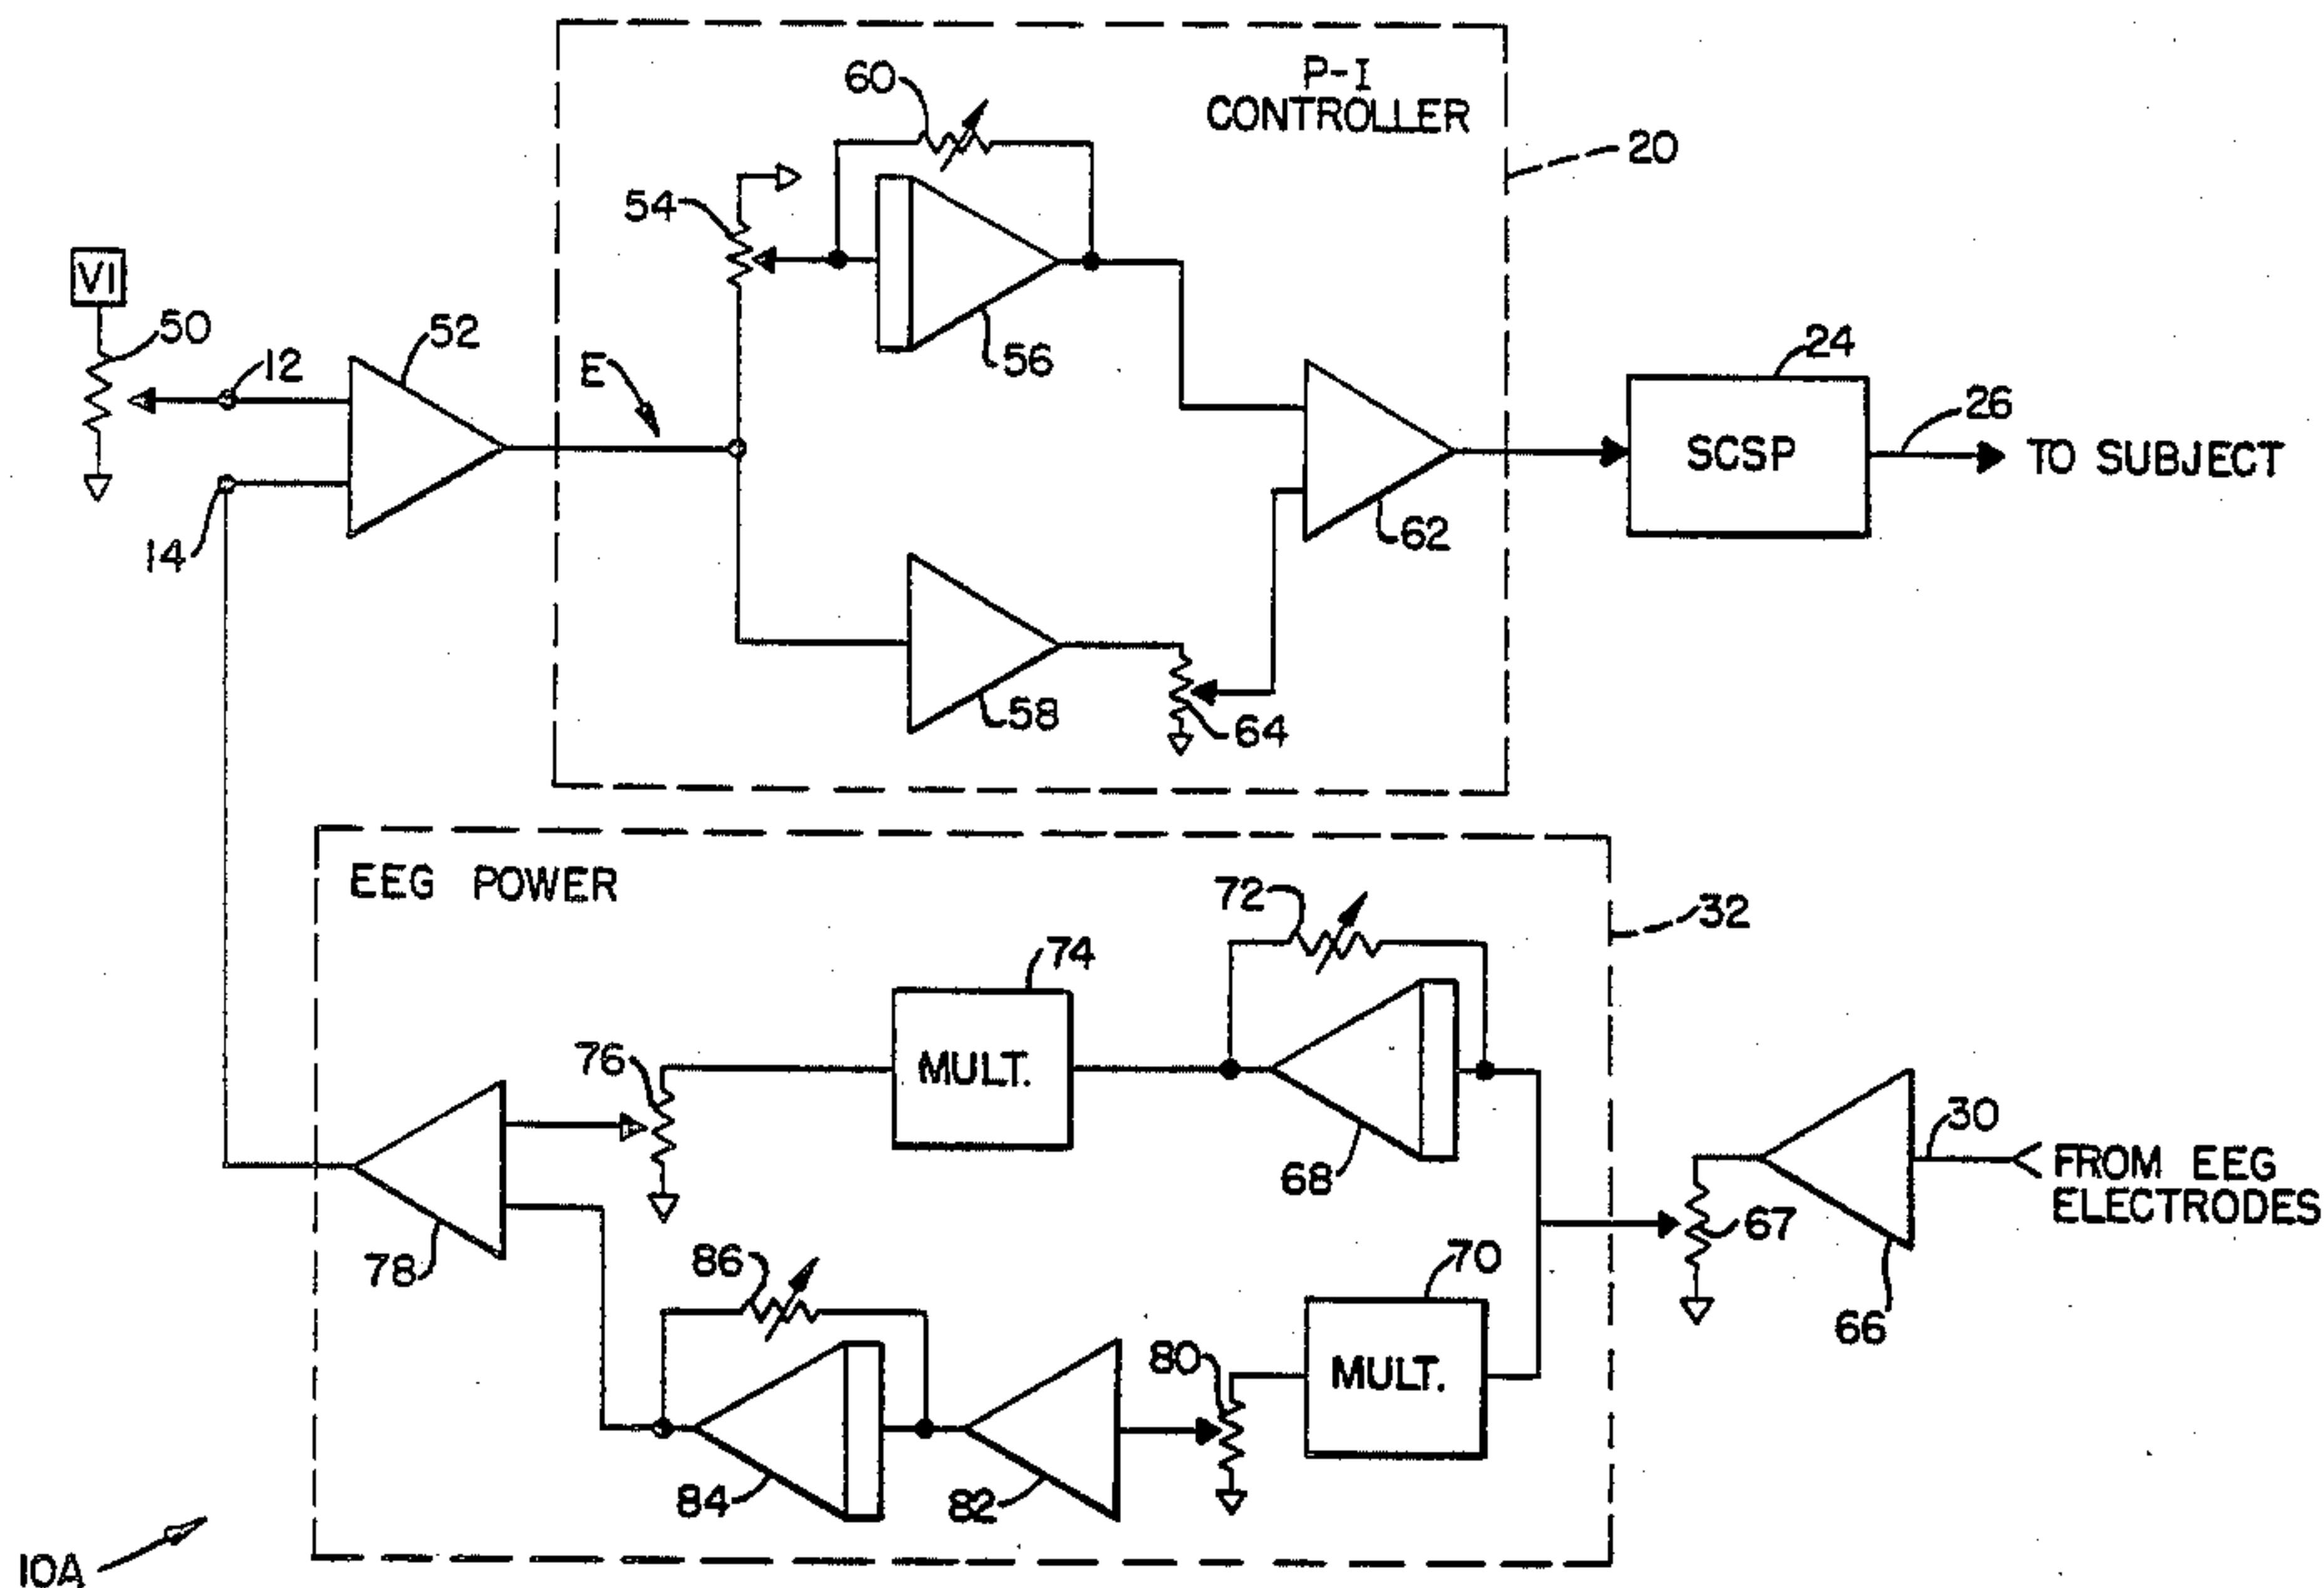 P-I
CONTROLLER
60
20
54
VI
50
12
52
E
56
24
SCSP
26
TO SUBJECT
14
62
58
64
EEG POWER
72
32
74
76
MULT.
68
30
FROM EEG
ELECTRODES
67
78
86
80
70
MULT.
66
84
82
10A